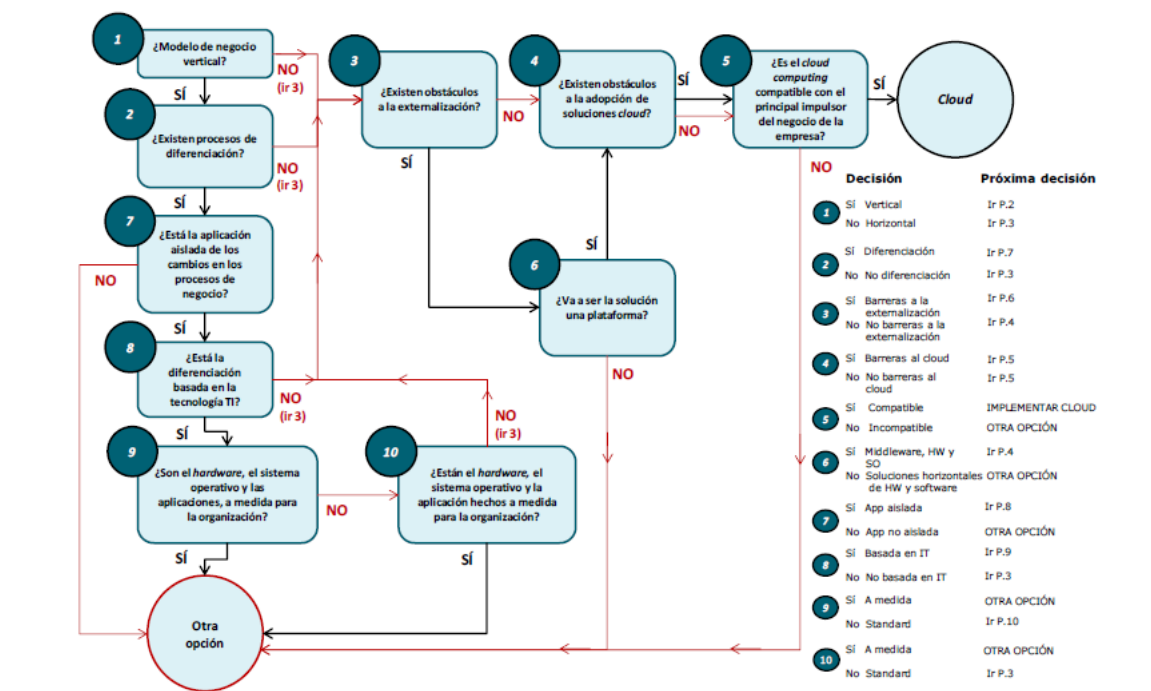 1
¿Modelo de negocio
vertical?
NO
(ir 3)
SÍ
2
¿Existen procesos de
diferenciación?
NO
(ir 3)
SÍ
7
¿Está la aplicación
aislada de los
cambios en los
procesos de
negocio?
NO
SÍ
8
¿Está la
diferenciación
basada en la
tecnología TI?
NO
(ir 3)
SÍ
9
¿Son el hardware, el sistema
operativo y las
aplicaciones, a medida para
la organización?
NO
SÍ
10
¿Están el hardware, el
sistema operativo y la
aplicación hechos a medida
para la organización?
NO
(ir 3)
SÍ
Otra
opción
3
¿Existen obstáculos
a la externalización?
NO
SÍ
4
¿Existen obstáculos
a la adopción de
soluciones cloud?
SÍ
NO
5
¿Es el cloud
computing
compatible con el
principal impulsor
del negocio de la
empresa?
SÍ
NO
Cloud
6
¿Va a ser la solución
una plataforma?
SÍ
NO
Decisión Próxima decisión
1
Sí Vertical Ir P.2
No Horizontal Ir P.3
2
Sí Diferenciación Ir P.7
No No diferenciación Ir P.3
3
Sí Barreras a la Ir P.6
externalización
No No barreras a la Ir P.4
externalización
4
Sí Barreras al cloud Ir P.5
No No barreras al Ir P.5
cloud
5
Sí Compatible IMPLEMENTAR CLOUD
No Incompatible OTRA OPCIÓN
6
Sí Middleware, HW y Ir P.4
SO
No Soluciones horizontales OTRA OPCIÓN
de HW y software
7
Sí App aislada Ir P.8
No App no aislada OTRA OPCIÓN
8
Sí Basada en IT Ir P.9
No No basada en IT Ir P.3
9
Sí A medida OTRA OPCIÓN
No Standard Ir P.10
10
Sí A medida OTRA OPCIÓN
No Standard Ir P.3